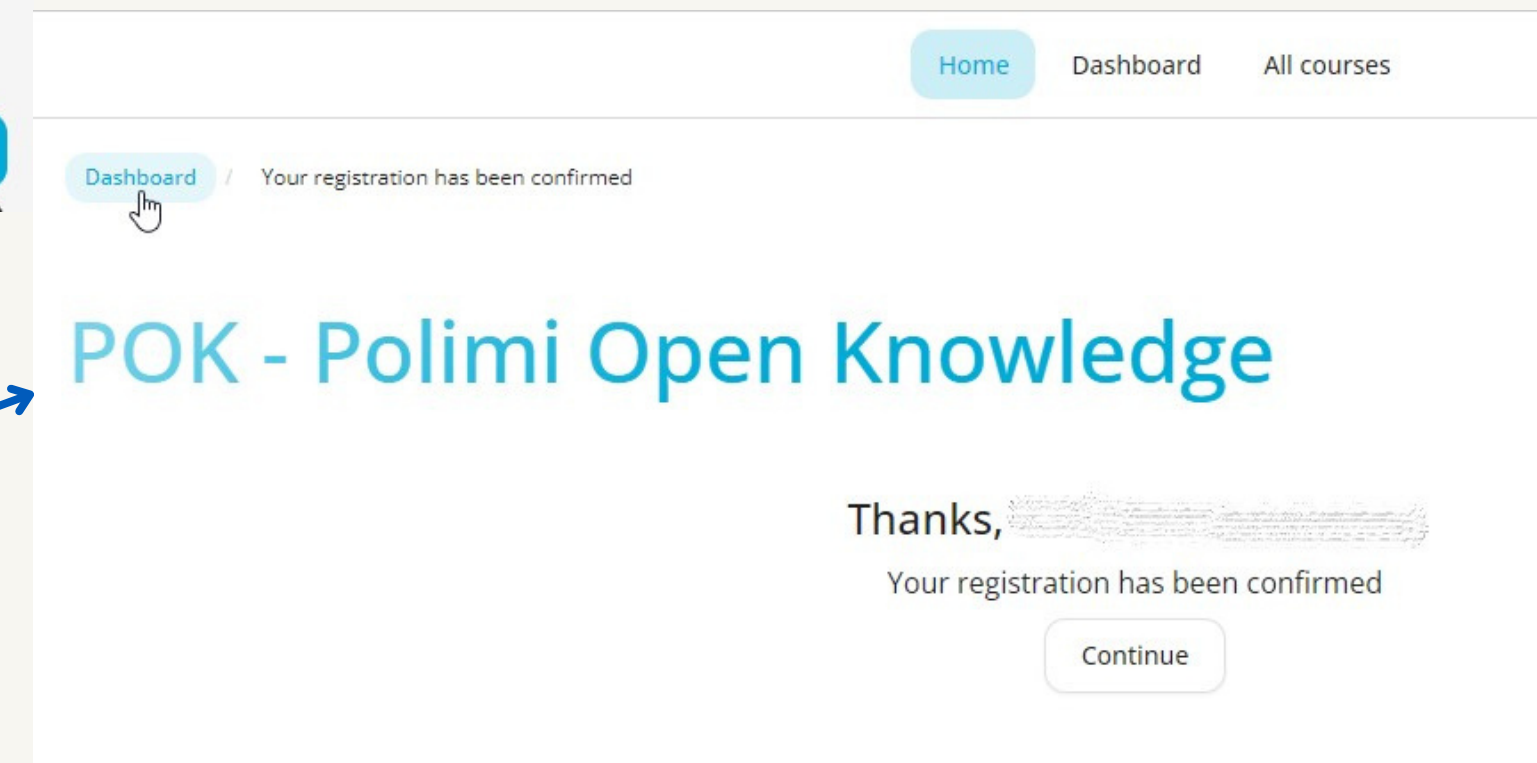 Home Dashboard All courses
Dashboard / Your registration has been confirmed
POK - Polimi Open Knowledge
Thanks,
Your registration has been confirmed
Continue